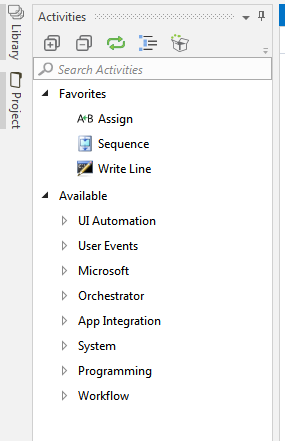 Library
Project
Activities
Search Activities
Favorites
A+B Assign
Sequence
Write Line
Available
UI Automation
User Events
Microsoft
Orchestrator
App Integration
System
Programming
Workflow